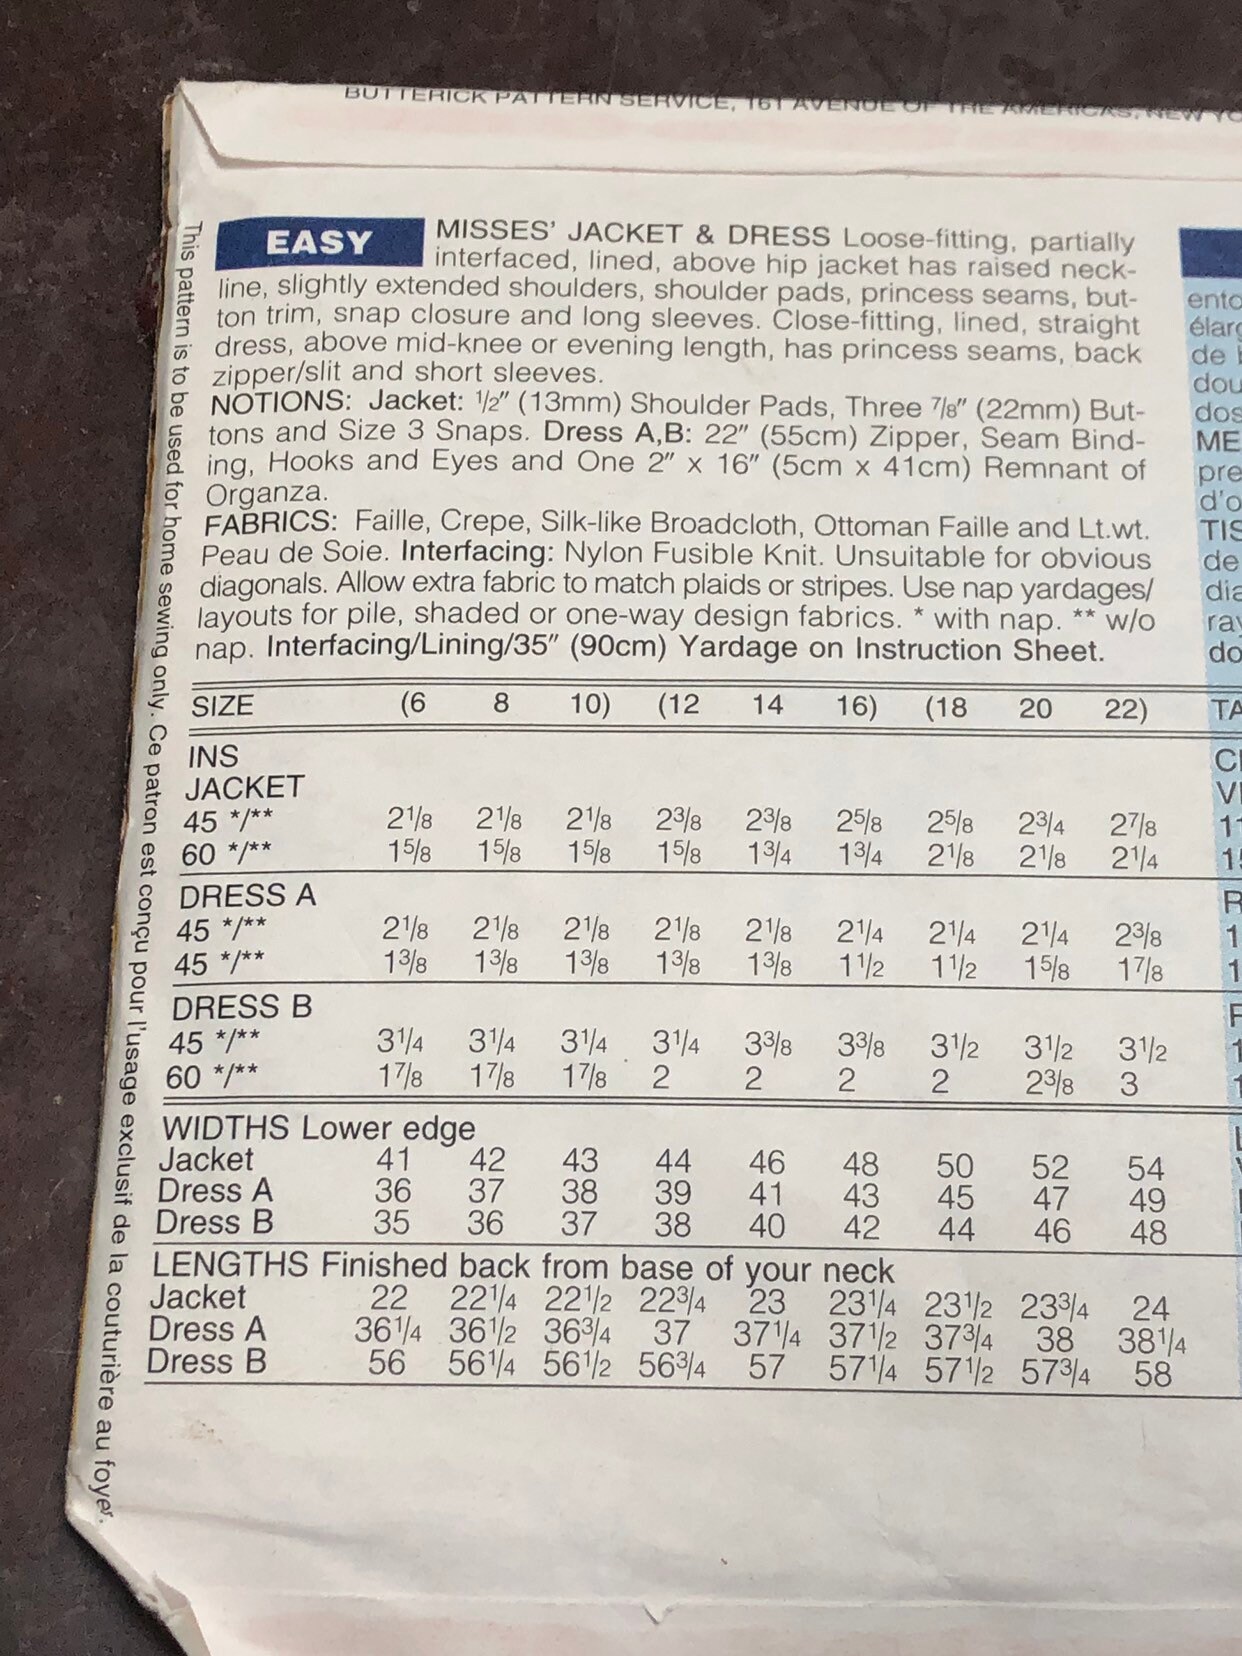 BUTTERICK PATTERN SERVICE, 161 AVENUE OF THE AMERICAS, NEW YO
This pattern is to be used for home sewing only. Ce patron est conçu pour l'usage exclusif de la couturière au foyer.
EASY MISSES' JACKET & DRESS Loose-fitting, partially
interfaced, lined, above hip jacket has raised neck-
line, slightly extended shoulders, shoulder pads, princess seams, but-
ton trim, snap closure and long sleeves. Close-fitting, lined, straight
dress, above mid-knee or evening length, has princess seams, back
zipper/slit and short sleeves.
NOTIONS: Jacket: 1/2" (13mm) Shoulder Pads, Three 7/8" (22mm) But-
tons and Size 3 Snaps. Dress A,B: 22" (55cm) Zipper, Seam Bind-
ing, Hooks and Eyes and One 2" x 16" (5cm x 41cm) Remnant of
Organza.
FABRICS: Faille, Crepe, Silk-like Broadcloth, Ottoman Faille and Lt.wt.
Peau de Soie. Interfacing: Nylon Fusible Knit. Unsuitable for obvious
diagonals. Allow extra fabric to match plaids or stripes. Use nap yardages/
layouts for pile, shaded or one-way design fabrics. * with nap. ** w/o
nap. Interfacing/Lining/35" (90cm) Yardage on Instruction Sheet.
SIZE (6 8 10) (12 14 16) (18 20 22)
INS
JACKET
45 */** 2 1/8 2 1/8 2 1/8 2 3/8 2 3/8 2 5/8 2 5/8 2 3/4 2 7/8
60 */** 1 5/8 1 5/8 1 5/8 1 5/8 1 3/4 1 3/4 2 1/8 2 1/8 2 1/4
DRESS A
45 */** 2 1/8 2 1/8 2 1/8 2 1/8 2 1/8 2 1/4 2 1/4 2 1/4 2 3/8
45 */** 1 3/8 1 3/8 1 3/8 1 3/8 1 3/8 1 1/2 1 1/2 1 5/8 1 7/8
DRESS B
45 */** 3 1/4 3 1/4 3 1/4 3 1/4 3 3/8 3 3/8 3 1/2 3 1/2 3 1/2
60 */** 1 7/8 1 7/8 1 7/8 2 2 2 2 2 3/8 3
WIDTHS Lower edge
Jacket 41 42 43 44 46 48 50 52 54
Dress A 36 37 38 39 41 43 45 47 49
Dress B 35 36 37 38 40 42 44 46 48
LENGTHS Finished back from base of your neck
Jacket 22 22 1/4 22 1/2 22 3/4 23 23 1/4 23 1/2 23 3/4 24
Dress A 36 1/4 36 1/2 36 3/4 37 37 1/4 37 1/2 37 3/4 38 38 1/4
Dress B 56 56 1/4 56 1/2 56 3/4 57 57 1/4 57 1/2 57 3/4 58